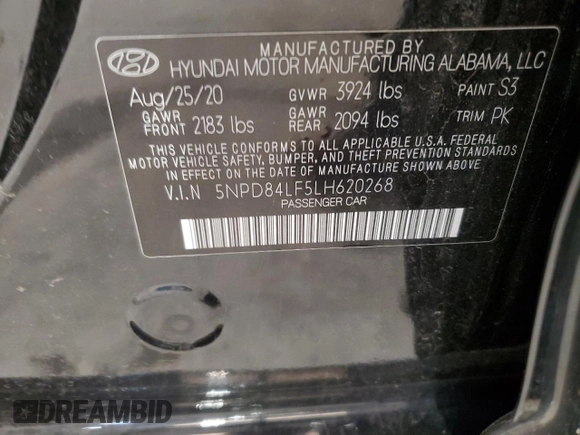 MANUFACTURED BY
HYUNDAI MOTOR MANUFACTURING ALABAMA, LLC
Aug/25/20 GVWR 3924 lbs PAINT S3
GAWR FRONT 2183 lbs GAWR REAR 2094 lbs TRIM PK
THIS VEHICLE CONFORMS TO ALL APPLICABLE U.S.A. FEDERAL
MOTOR VEHICLE SAFETY, BUMPER, AND THEFT PREVENTION STANDARDS
IN EFFECT ON THE DATE OF MANUFACTURE SHOWN ABOVE.
V.I.N 5NPD84LF5LH620268
PASSENGER CAR
DREAMBID